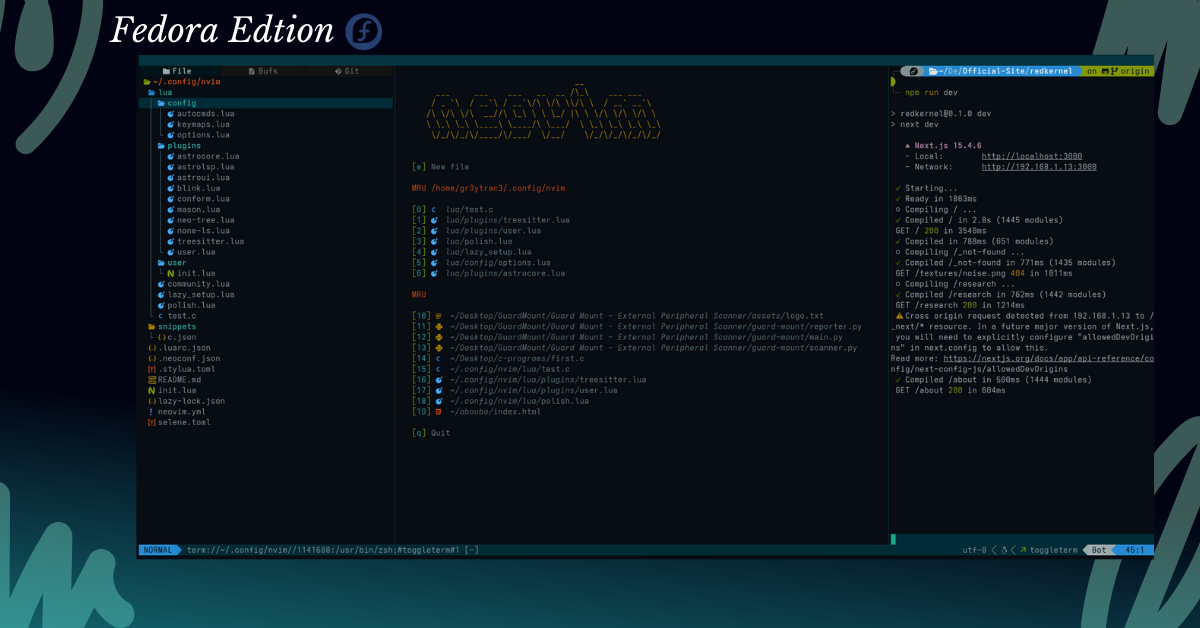 Fedora Edtion
File
Bufs
Git
~/.config/nvim
lua
config
autocmds.lua
keymaps.lua
options.lua
plugins
astrocore.lua
astrolsp.lua
astroui.lua
blink.lua
conform.lua
mason.lua
neo-tree.lua
none-ls.lua
treesitter.lua
user.lua
user
init.lua
community.lua
lazy_setup.lua
polish.lua
test.c
snippets
c.json
.luarc.json
.neoconf.json
.stylua.toml
README.md
init.lua
lazy-lock.json
neovim.yml
selene.toml
[e] New file
MRU /home/gr3ytrac3/.config/nvim
[0] lua/test.c
[1] lua/plugins/treesitter.lua
[2] lua/plugins/user.lua
[3] lua/polish.lua
[4] lua/lazy_setup.lua
[5] lua/config/options.lua
[6] lua/plugins/astrocore.lua
MRU
[10] ~/Desktop/GuardMount/Guard Mount - External Peripheral Scanner/assets/logo.txt
[11] ~/Desktop/GuardMount/Guard Mount - External Peripheral Scanner/guard-mount/reporter.py
[12] ~/Desktop/GuardMount/Guard Mount - External Peripheral Scanner/guard-mount/main.py
[13] ~/Desktop/GuardMount/Guard Mount - External Peripheral Scanner/guard-mount/scanner.py
[14] ~/Desktop/c-programs/first.c
[15] ~/.config/nvim/lua/test.c
[16] ~/.config/nvim/lua/plugins/treesitter.lua
[17] ~/.config/nvim/lua/plugins/user.lua
[18] ~/.config/nvim/lua/polish.lua
[19] ~/abouba/index.html
[q] Quit
~/De/Official-Site/redkernel on origin
npm run dev
> redkernel@0.1.0 dev
> next dev
▲ Next.js 15.4.6
- Local: http://localhost:3000
- Network: http://192.168.1.13:3000
✓ Starting...
✓ Ready in 1863ms
○ Compiling / ...
✓ Compiled / in 2.8s (1445 modules)
GET / 200 in 3540ms
✓ Compiled in 788ms (651 modules)
○ Compiling /_not-found ...
✓ Compiled /_not-found in 771ms (1435 modules)
GET /textures/noise.png 404 in 1011ms
○ Compiling /research ...
✓ Compiled /research in 762ms (1442 modules)
GET /research 200 in 1214ms
⚠ Cross origin request detected from 192.168.1.13 to /
_next/* resource. In a future major version of Next.js,
you will need to explicitly configure "allowedDevOrigi
ns" in next.config to allow this.
Read more: https://nextjs.org/docs/app/api-reference/co
nfig/next-config-js/allowedDevOrigins
✓ Compiled /about in 500ms (1444 modules)
GET /about 200 in 604ms
NORMAL term://~/.config/nvim//1141688:/usr/bin/zsh;#toggleterm#1 [-]
utf-8 toggleterm Bot 45:1